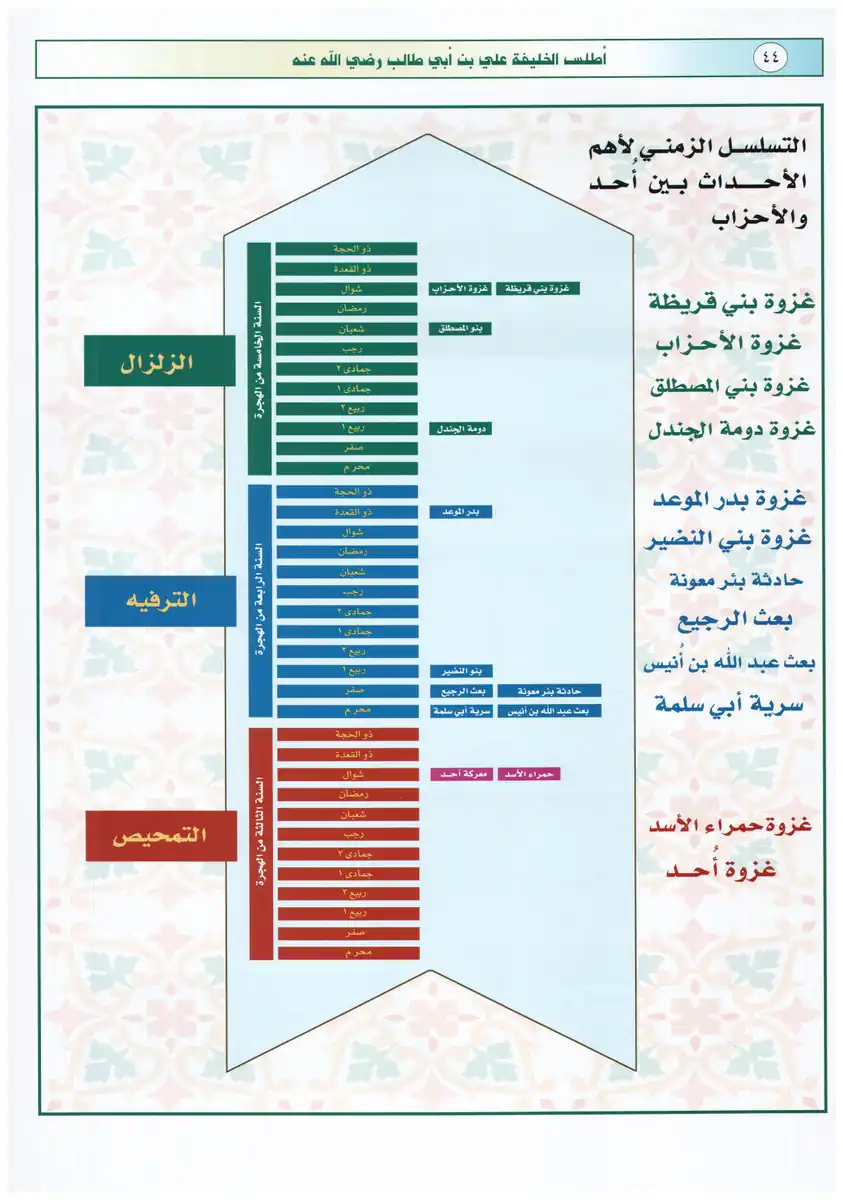 ٤٤
أطلس الخليفة علي بن أبي طالب رضي الله عنه
التسلسل الزمني لأهم
الأحداث بين أُحد
والأحزاب
غزوة بني قريظة
غزوة الأحزاب
غزوة بني المصطلق
غزوة دومة الجندل
غزوة بدر الموعد
غزوة بني النضير
حادثة بئر معونة
بعث الرجيع
بعث عبد الله بن أُنيس
سرية أبي سلمة
غزوة حمراء الأسد
غزوة أُحد
الزلزال
السنة الخامسة من الهجرة
ذو الحجة
ذو القعدة
شوال
غزوة الأحزاب
غزوة بني قريظة
رمضان
شعبان
بنو المصطلق
رجب
جمادى ٢
جمادى ١
ربيع ٢
ربيع ١
دومة الجندل
صفر
محرم
الترفيه
السنة الرابعة من الهجرة
ذو الحجة
ذو القعدة
بدر الموعد
شوال
رمضان
شعبان
رجب
جمادى ٢
جمادى ١
ربيع ٢
ربيع ١
بنو النضير
صفر
بعث الرجيع
حادثة بئر معونة
محرم
سرية أبي سلمة
بعث عبد الله بن أنيس
التمحيص
السنة الثالثة من الهجرة
ذو الحجة
ذو القعدة
شوال
معركة أحد
حمراء الأسد
رمضان
شعبان
رجب
جمادى ٢
جمادى ١
ربيع ٢
ربيع ١
صفر
محرم